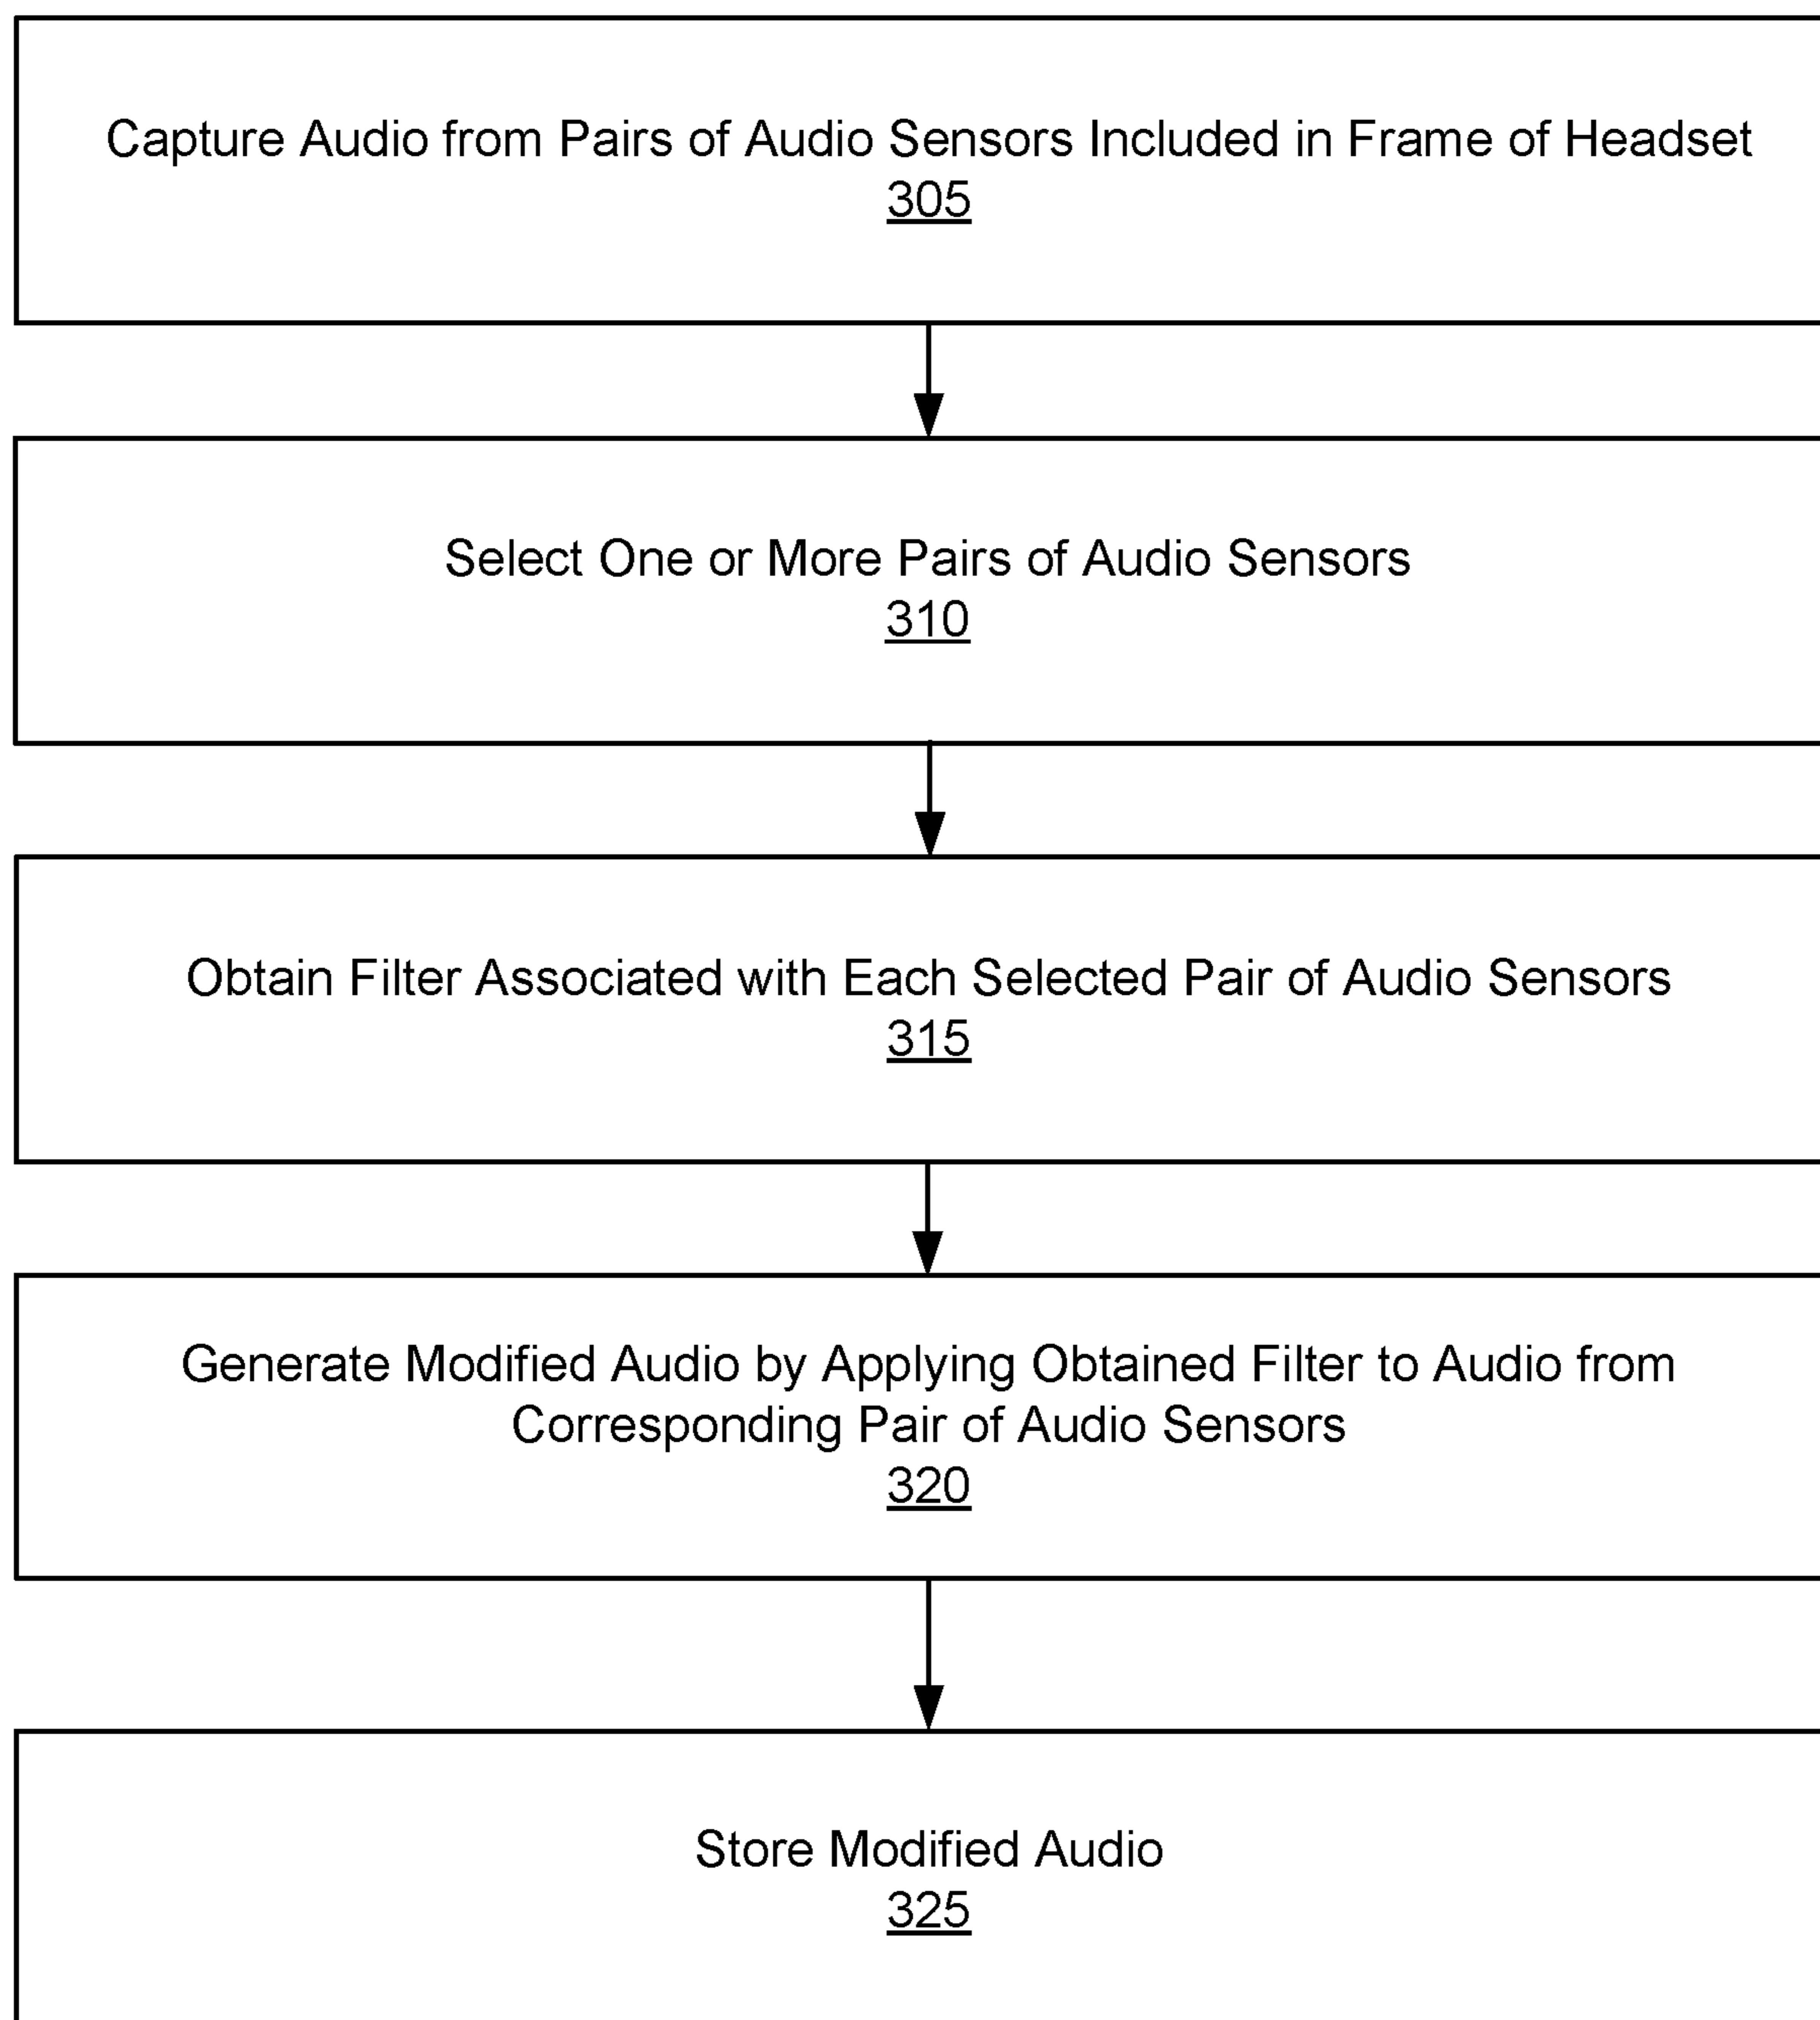 Capture Audio from Pairs of Audio Sensors Included in Frame of Headset
305
Select One or More Pairs of Audio Sensors
310
Obtain Filter Associated with Each Selected Pair of Audio Sensors
315
Generate Modified Audio by Applying Obtained Filter to Audio from
Corresponding Pair of Audio Sensors
320
Store Modified Audio
325